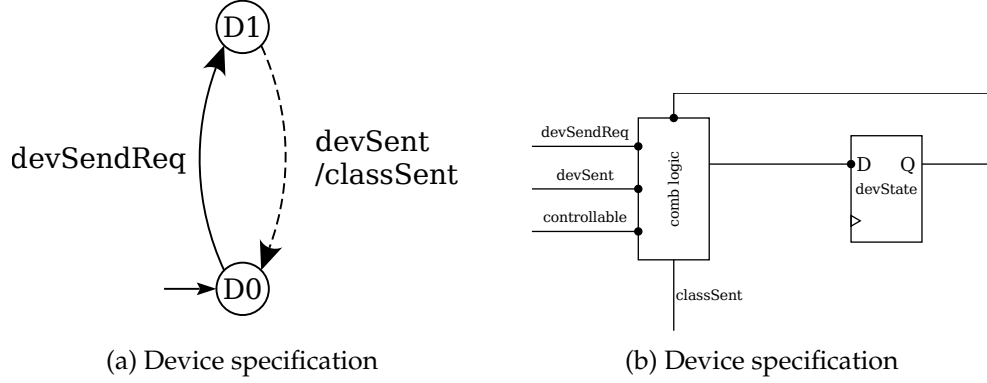 D1
devSendReq
devSent
/classSent
D0
(a) Device specification
devSendReq
devSent
controllable
comb logic
D Q
devState
classSent
(b) Device specification